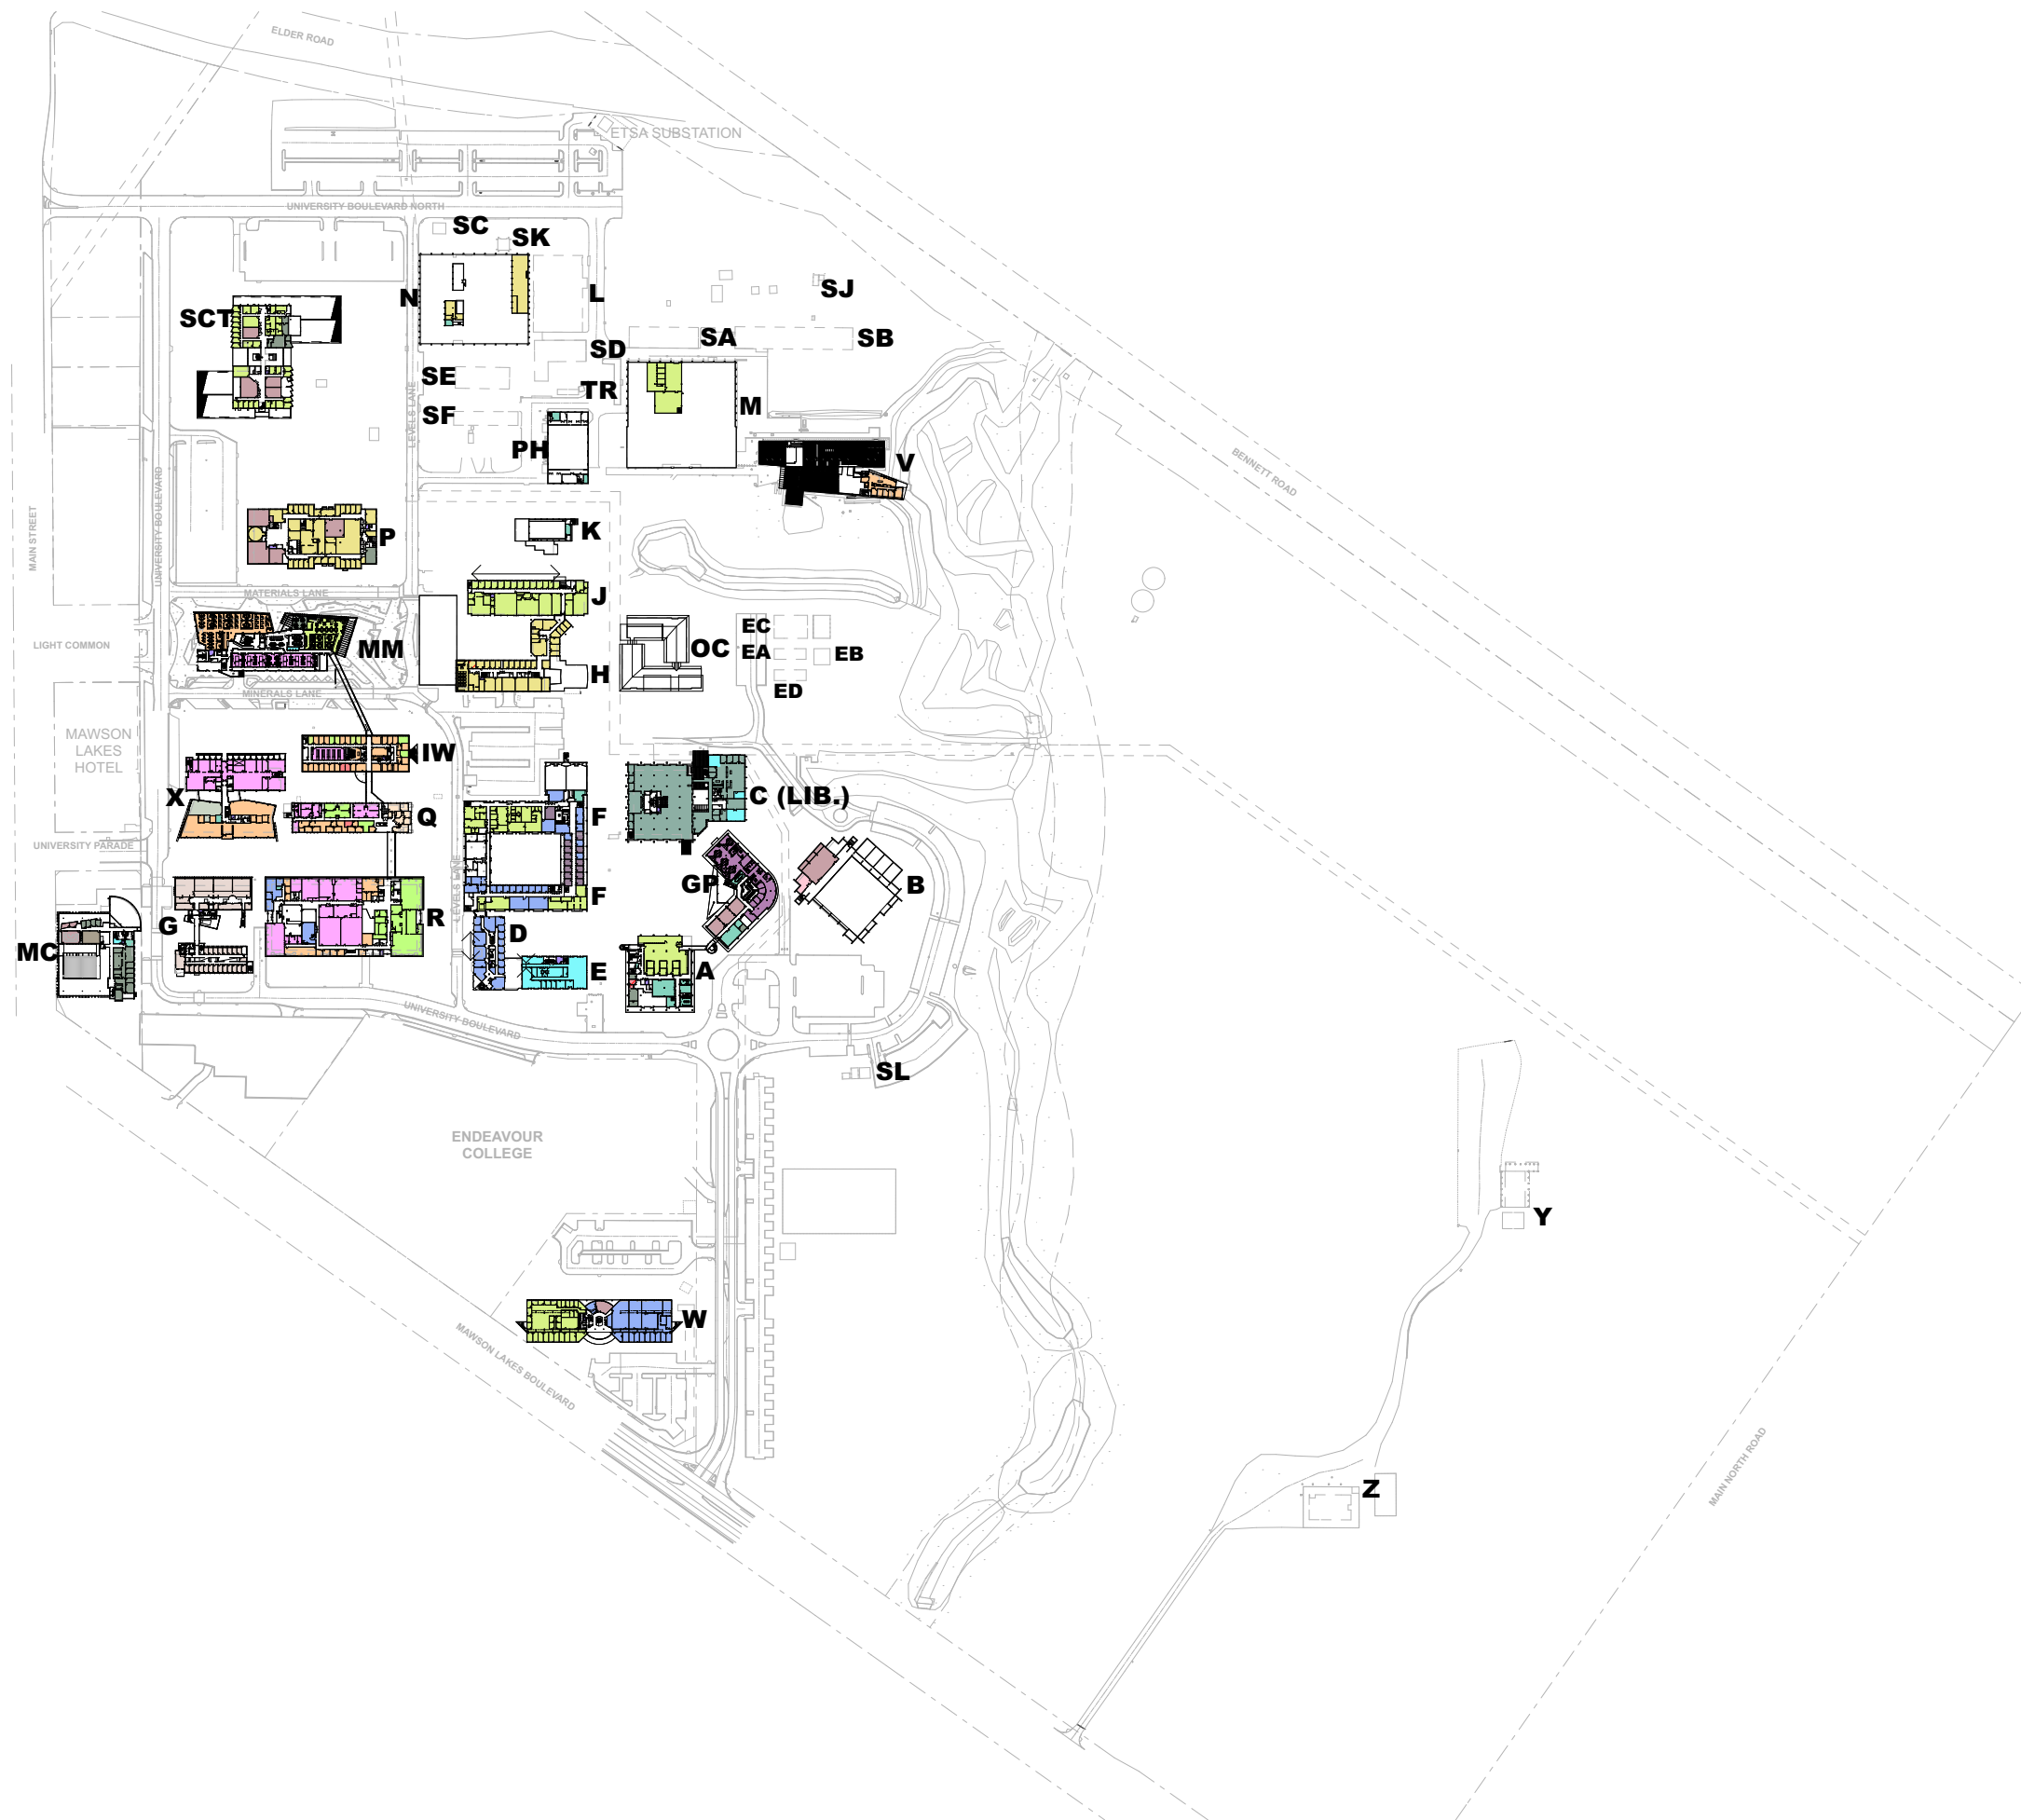 ELDER ROAD
ETSA SUBSTATION
UNIVERSITY BOULEVARD NORTH
SC
SK
SJ
N
L
SCT
SA
SB
SD
SE
TR
M
SF
LEVELS LANE
PH
V
BENNETT ROAD
UNIVERSITY BOULEVARD
MAIN STREET
K
P
MATERIALS LANE
J
EC
LIGHT COMMON
MM
OC
EA
EB
H
ED
MINERALS LANE
MAWSON
LAKES
HOTEL
IW
X
C (LIB.)
Q
F
UNIVERSITY PARADE
GP
B
F
LEVELS LANE
G
R
D
MC
E
A
UNIVERSITY BOULEVARD
SL
ENDEAVOUR
COLLEGE
Y
W
MAWSON LAKES BOULEVARD
Z
MAIN NORTH ROAD